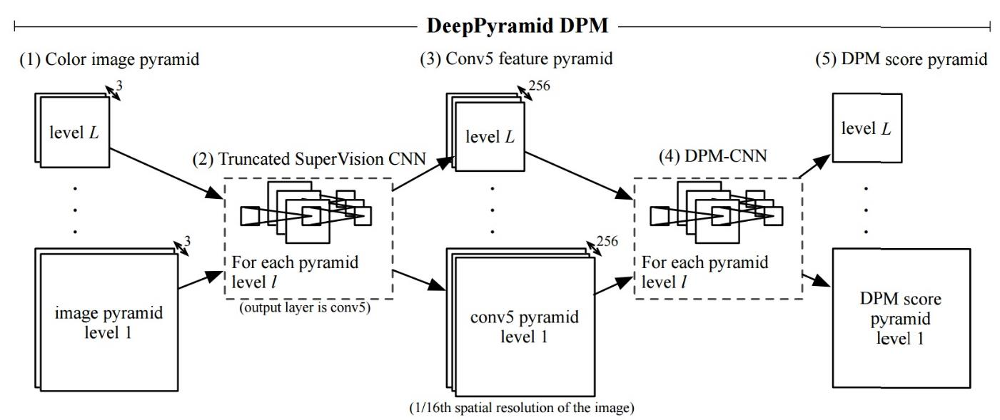 DeepPyramid DPM
(1) Color image pyramid
3
level L
.
.
.
3
image pyramid
level 1
(2) Truncated SuperVision CNN
For each pyramid
level l
(output layer is conv5)
(3) Conv5 feature pyramid
256
level L
.
.
.
256
conv5 pyramid
level 1
(1/16th spatial resolution of the image)
(4) DPM-CNN
For each pyramid
level l
(5) DPM score pyramid
level L
.
.
.
DPM score
pyramid
level 1